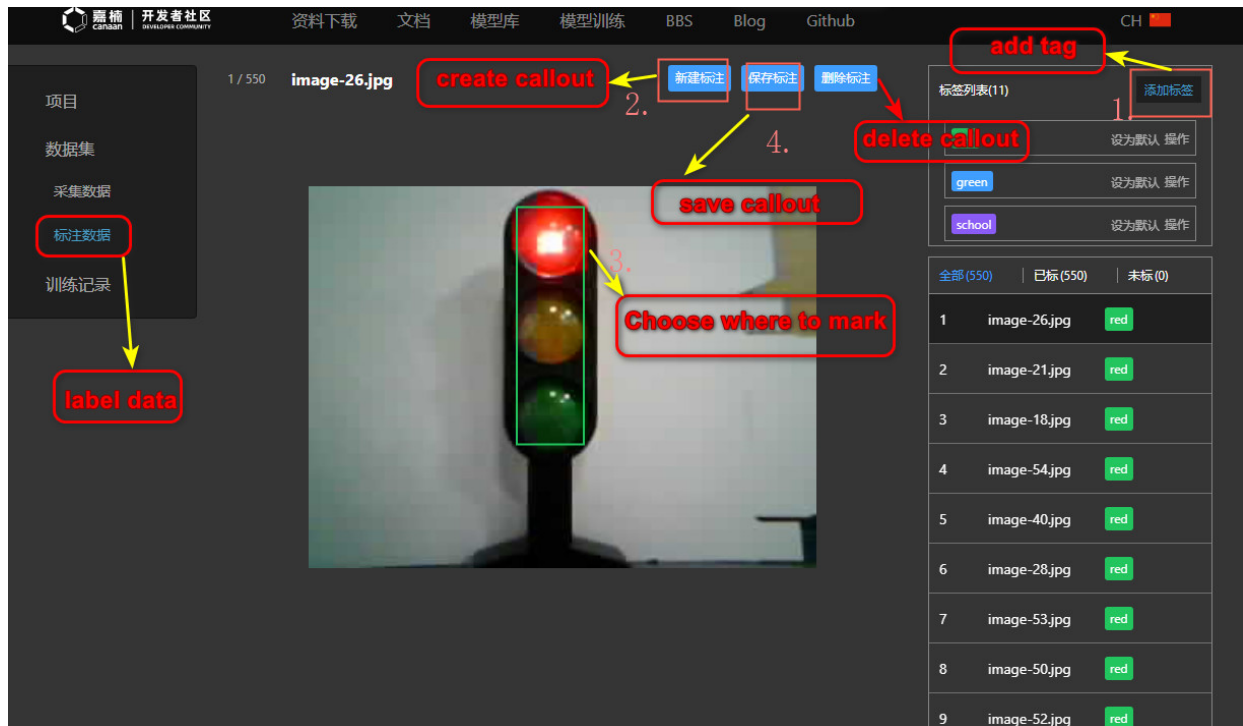 嘉楠 开发者社区
canaan DEVELOPER COMMUNITY
资料下载 文档 模型库 模型训练 BBS Blog Github CH
add tag
1 / 550 image-26.jpg
create callout
新建标注 保存标注 删除标注
2.
4.
delete callout
save callout
3.
Choose where to mark
项目
数据集
采集数据
标注数据
训练记录
label data
标签列表(11) 添加标签
1.
设为默认 操作
green 设为默认 操作
school 设为默认 操作
全部(550) 已标(550) 未标(0)
1 image-26.jpg red
2 image-21.jpg red
3 image-18.jpg red
4 image-54.jpg red
5 image-40.jpg red
6 image-28.jpg red
7 image-53.jpg red
8 image-50.jpg red
9 image-52.jpg red